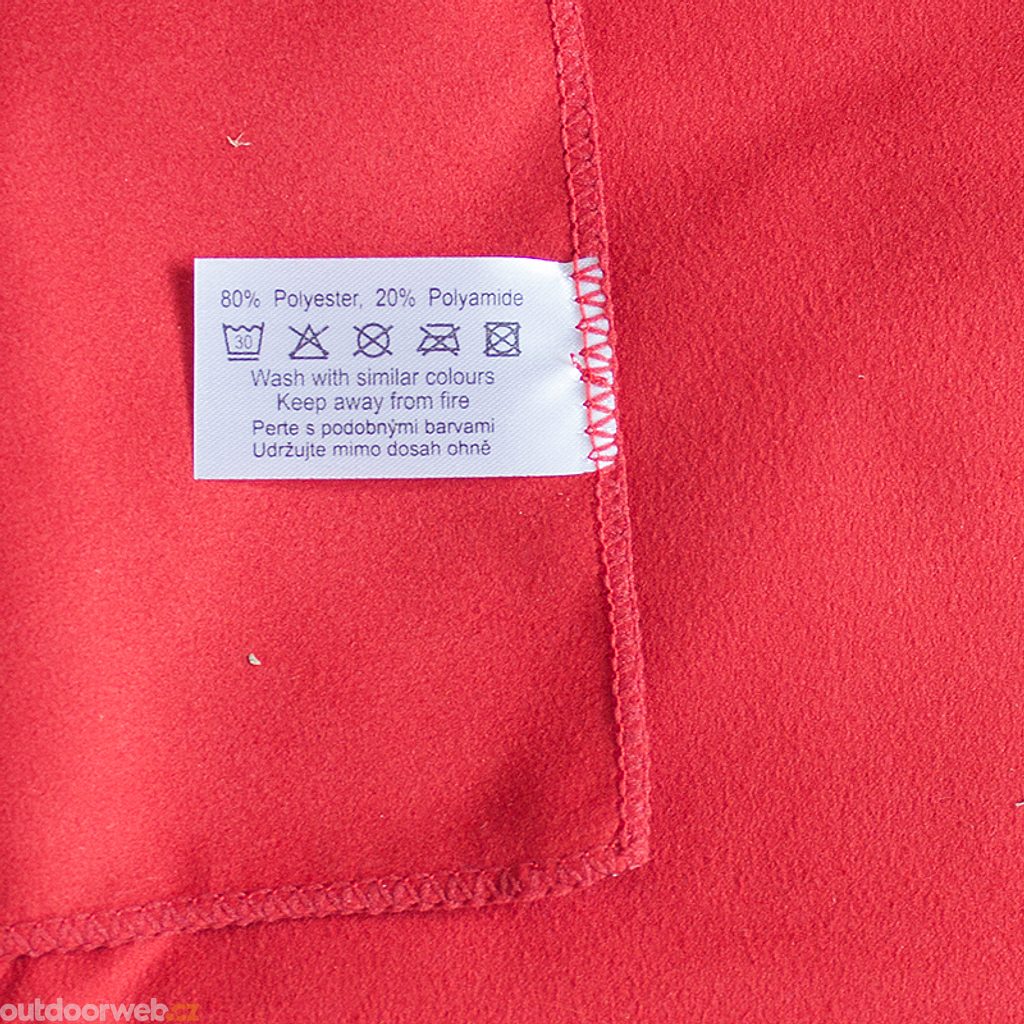 80% Polyester, 20% Polyamide
30
Wash with similar colours
Keep away from fire
Perte s podobnými barvami
Udržujte mimo dosah ohně
outdoorweb.cz